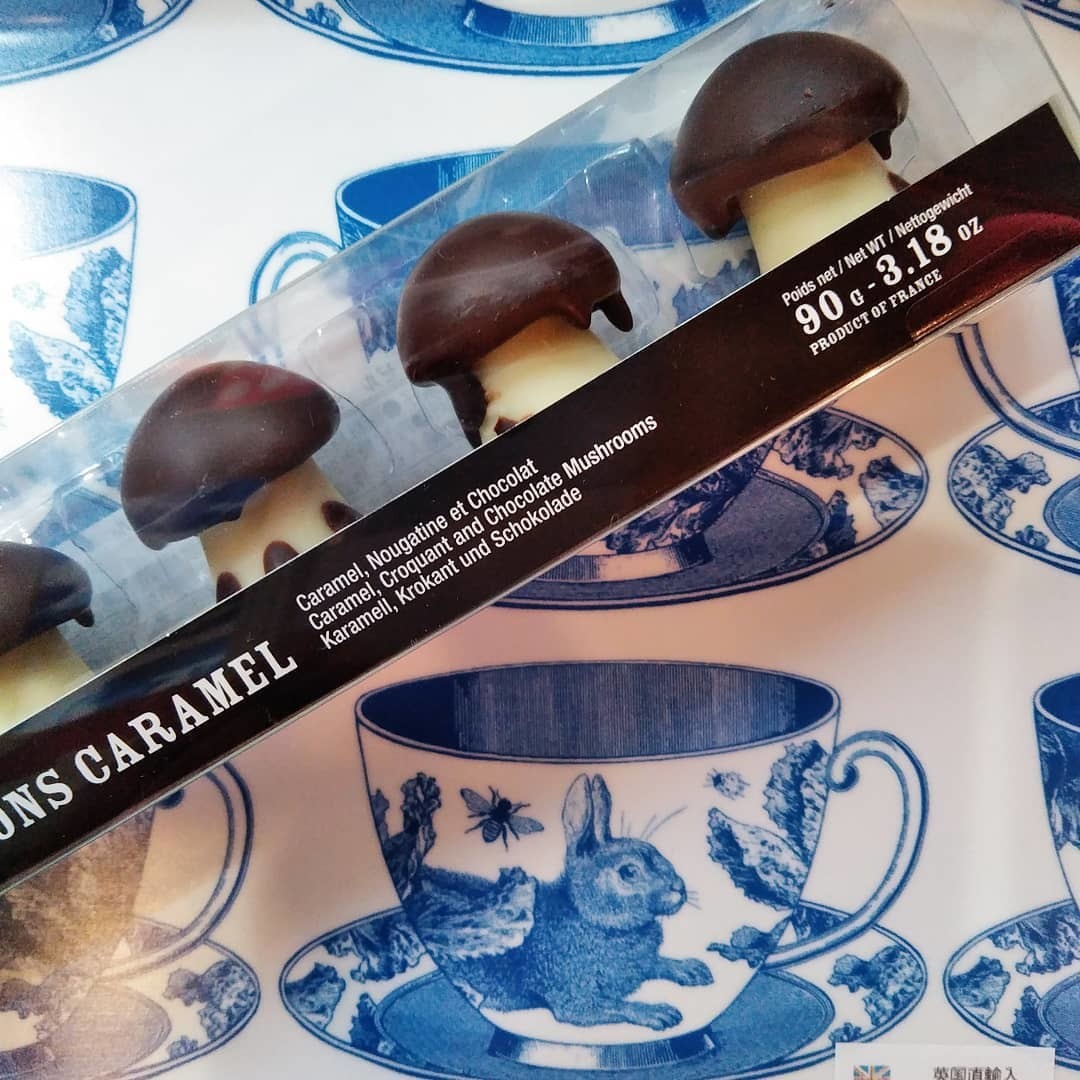 Poids net / Net WT / Nettogewicht
90 G - 3.18 OZ
PRODUCT OF FRANCE
Caramel, Nougatine et Chocolat
Caramel, Croquant and Chocolate Mushrooms
Karamell, Krokant und Schokolade
ONS CARAMEL
英国直輸入